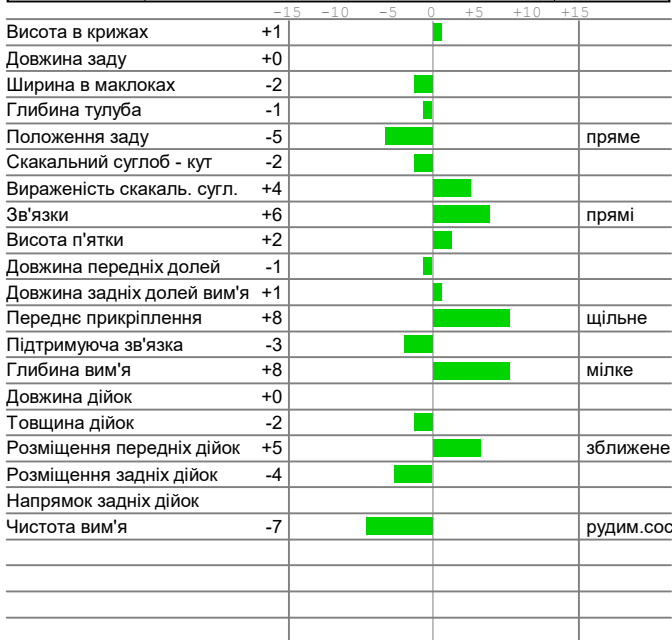 -15 -10 -5 0 +5 +10 +15
Висота в крижах +1
Довжина заду +0
Ширина в маклоках -2
Глибина тулуба -1
Положення заду -5 пряме
Скакальний суглоб - кут -2
Вираженість скакаль. сугл. +4
Зв'язки +6 прямі
Висота п'ятки +2
Довжина передніх долей -1
Довжина задніх долей вим'я +1
Переднє прикріплення +8 щільне
Підтримуюча зв'язка -3
Глибина вим'я +8 мілке
Довжина дійок +0
Товщина дійок -2
Розміщення передніх дійок +5 зближене
Розміщення задніх дійок -4
Напрямок задніх дійок
Чистота вим'я -7 рудим.сос